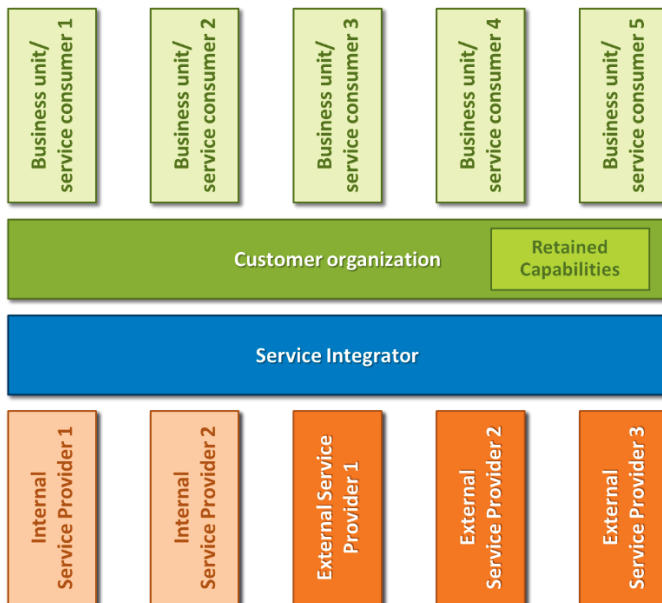 Business unit/
service consumer 1
Business unit/
service consumer 2
Business unit/
service consumer 3
Business unit/
service consumer 4
Business unit/
service consumer 5
Customer organization
Retained
Capabilities
Service Integrator
Internal
Service Provider 1
Internal
Service Provider 2
External Service
Provider 1
External
Service Provider 2
External
Service Provider 3